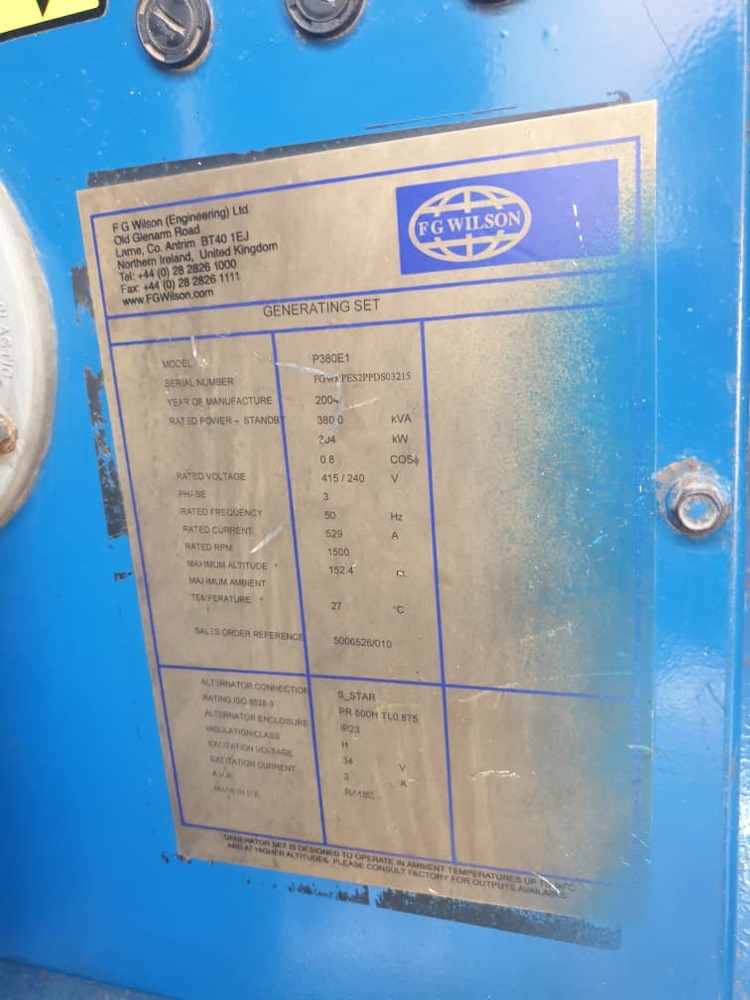 F G Wilson (Engineering) Ltd
Old Glenarm Road
Larne, Co. Antrim BT40 1EJ
Northern Ireland, United Kingdom
Tel: +44 (0) 28 2826 1000
Fax: +44 (0) 28 2826 1111
www.FGWilson.com
FG WILSON
GENERATING SET
MODEL P380E1
SERIAL NUMBER
YEAR OF MANUFACTURE
RATED POWER - STANDBY 380.0 kVA
kW
0.8 COSϕ
RATED VOLTAGE 415 / 240 V
PHASE 3
RATED FREQUENCY 50 Hz
RATED CURRENT 529 A
RATED RPM 1500
MAXIMUM ALTITUDE * 152.4 m
MAXIMUM AMBIENT
TEMPERATURE * 27 °C
SALES ORDER REFERENCE 5006526/010
ALTERNATOR CONNECTION S_STAR
RATING ISO 8528-3 PR 500H TL0.875
ALTERNATOR ENCLOSURE IP23
INSULATION CLASS H
EXCITATION VOLTAGE 34 V
EXCITATION CURRENT 3 A
A.V.R.
MADE IN U.K.
GENERATOR SET IS DESIGNED TO OPERATE IN AMBIENT TEMPERATURES UP TO
AND AT HIGHER ALTITUDES. PLEASE CONSULT FACTORY FOR OUTPUTS AVAILABLE